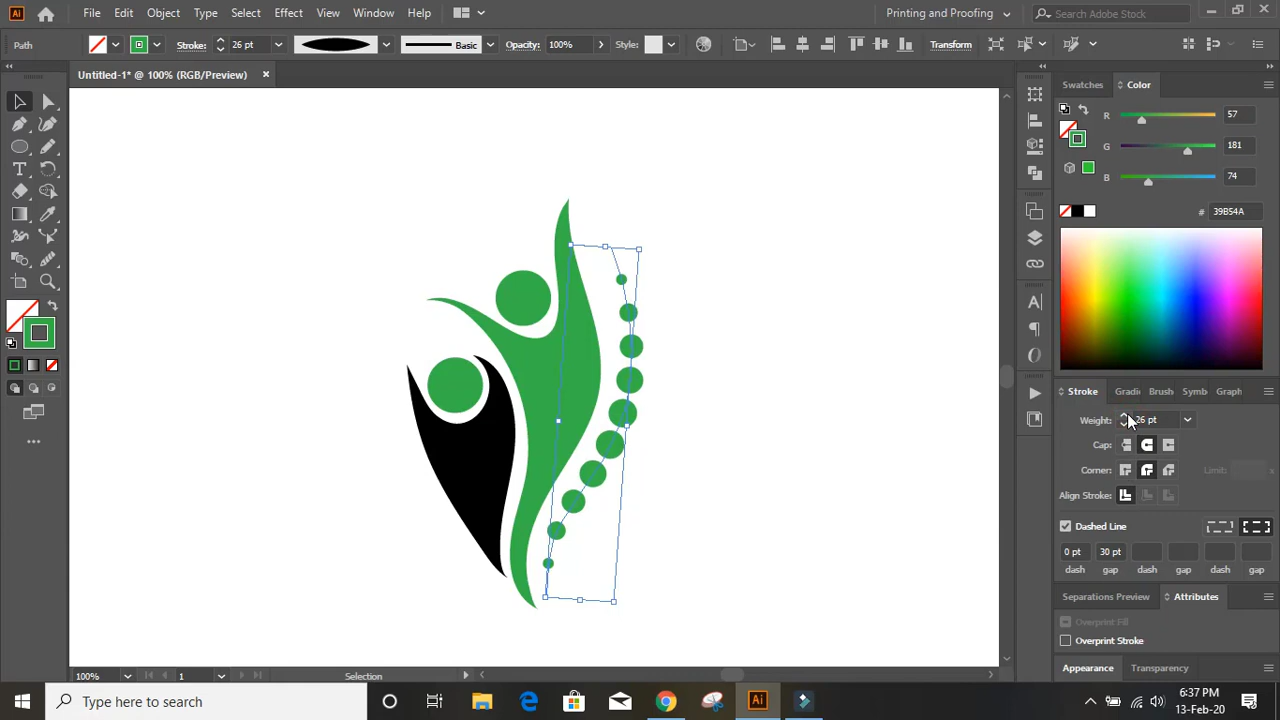 Ai
File
Edit
Object
Type
Select
Effect
View
Window
Help
Printing and Proofing
Search Adobe Stock
Path
Stroke:
26 pt
Basic
Opacity:
100%
Style:
Transform
Untitled-1* @ 100% (RGB/Preview)
Swatches
Color
R
57
G
181
B
74
#
39B54A
Stroke
Gradi
Brush
Symb
Graph
Weight:
26 pt
Cap:
Corner:
Limit:
Align Stroke:
Dashed Line
0 pt
30 pt
dash
gap
dash
gap
dash
gap
Separations Preview
Attributes
Overprint Fill
Overprint Stroke
Appearance
Transparency
100%
1
Selection
Type here to search
Ai
6:37 PM
13-Feb-20